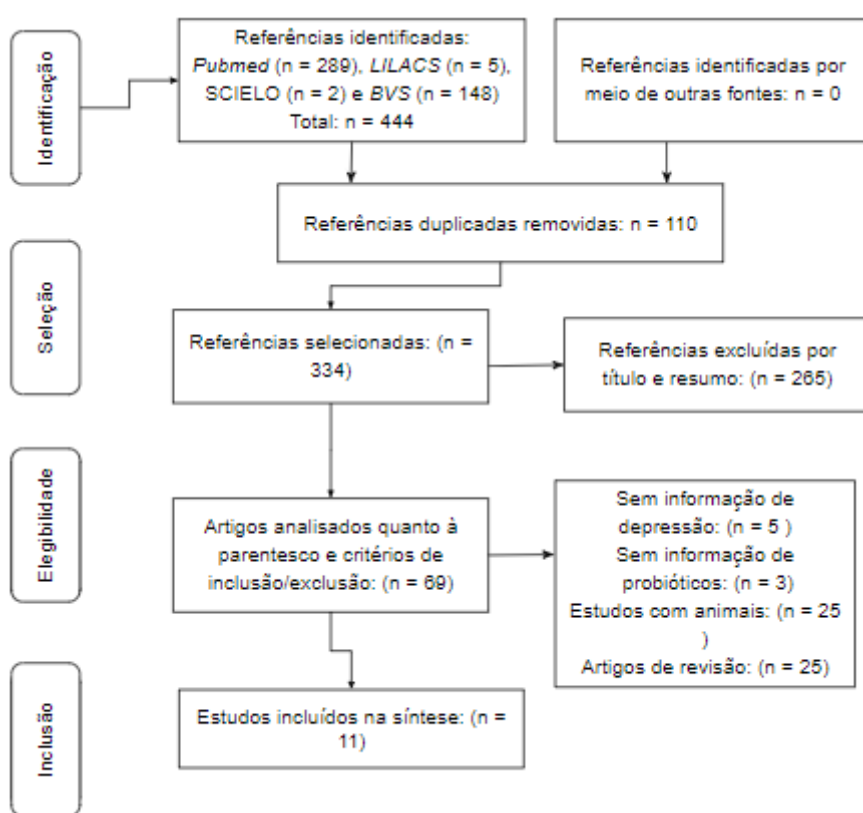 Identificação
Referências identificadas:
Pubmed (n = 289), LILACS (n = 5),
SCIELO (n = 2) e BVS (n = 148)
Total: n = 444
Referências identificadas por
meio de outras fontes: n = 0
Referências duplicadas removidas: n = 110
Seleção
Referências selecionadas: (n =
334)
Referências excluídas por
título e resumo: (n = 265)
Elegibilidade
Artigos analisados quanto à
parentesco e critérios de
inclusão/exclusão: (n = 69)
Sem informação de
depressão: (n = 5 )
Sem informação de
probióticos: (n = 3)
Estudos com animais: (n = 25
)
Artigos de revisão: (n = 25)
Inclusão
Estudos incluídos na síntese: (n =
11)